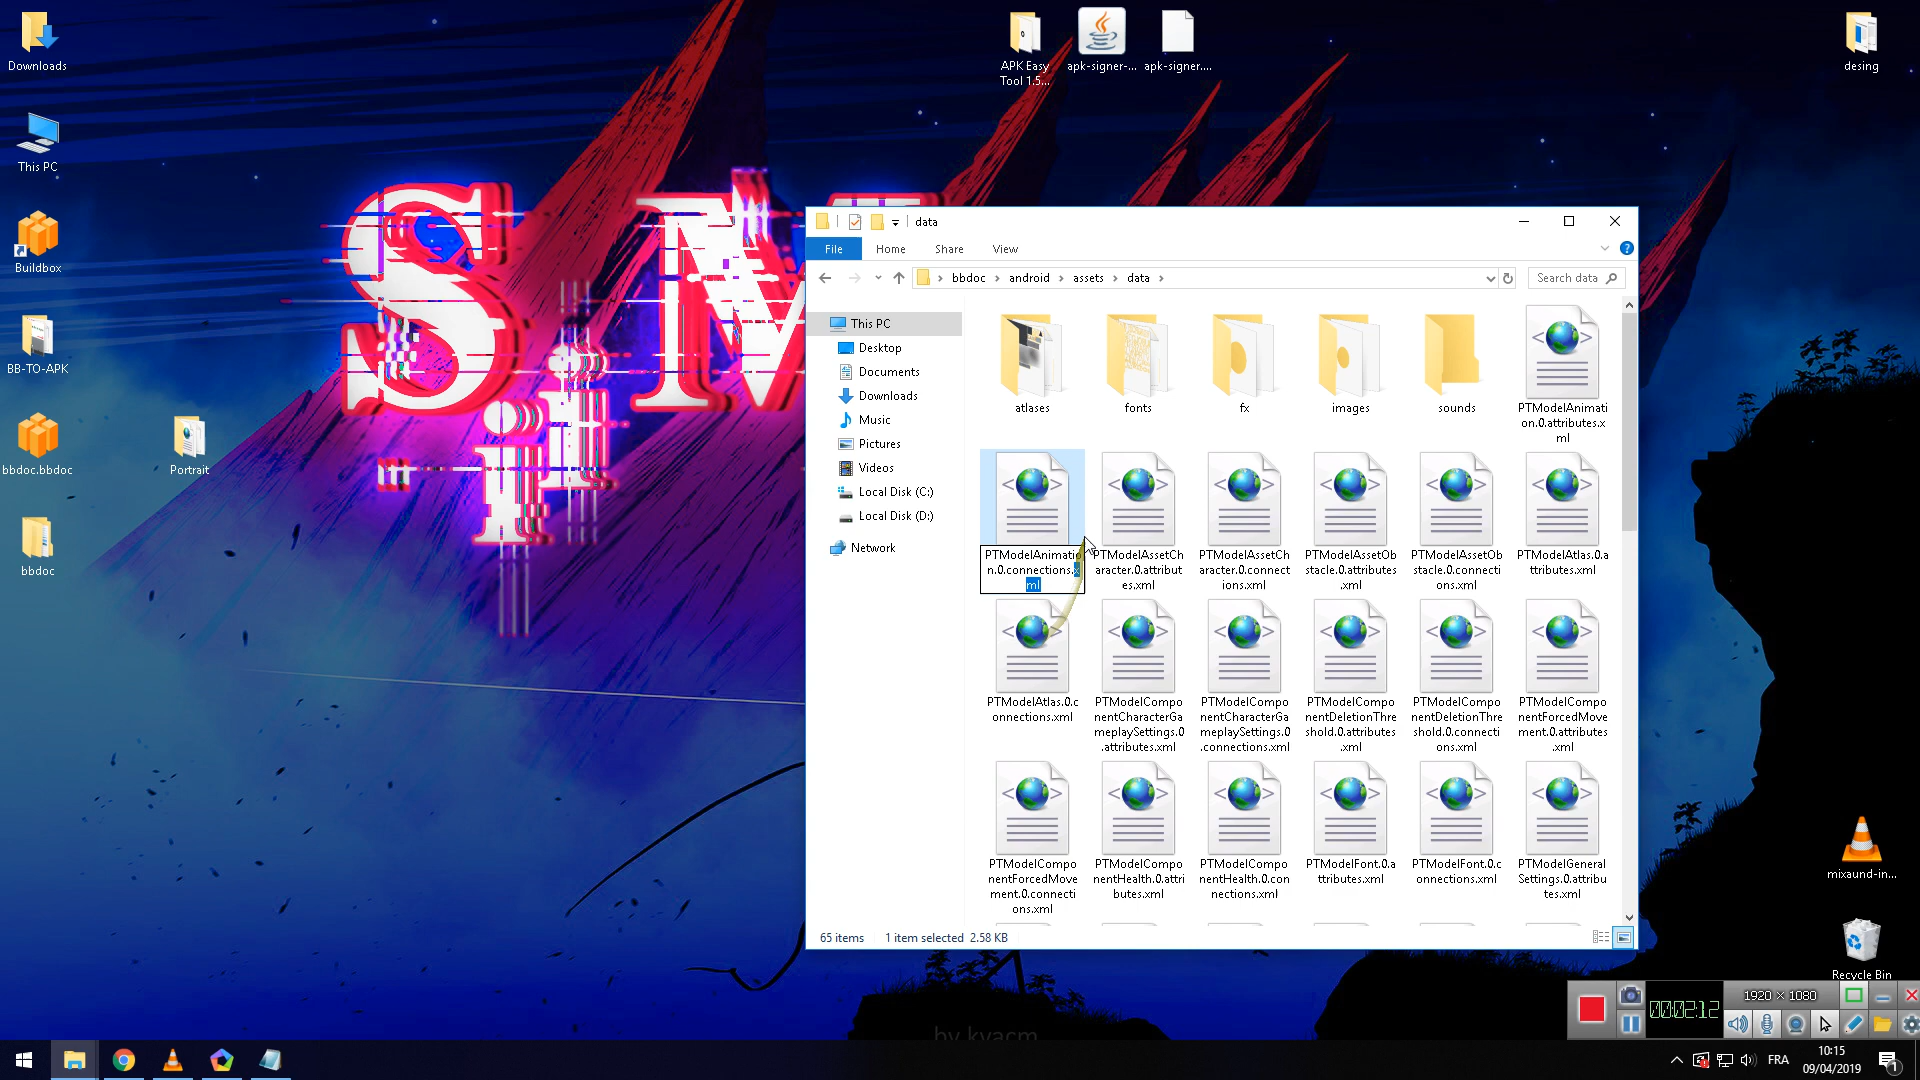 Downloads
This PC
Buildbox
BB-TO-APK
bbdoc.bbdoc
Portrait
bbdoc
APK Easy
Tool 1.5...
apk-signer-...
apk-signer....
desing
S
M
data
File
Home
Share
View
bbdoc
android
assets
data
Search data
This PC
Desktop
Documents
Downloads
Music
Pictures
Videos
Local Disk (C:)
Local Disk (D:)
Network
atlases
fonts
fx
images
sounds
PTModelAnimati
on.0.attributes.x
ml
PTModelAnimatio
n.0.connections.x
ml
PTModelAssetCh
aracter.0.attribut
es.xml
PTModelAssetCh
aracter.0.connect
ions.xml
PTModelAssetOb
stacle.0.attributes
.xml
PTModelAssetOb
stacle.0.connecti
ons.xml
PTModelAtlas.0.a
ttributes.xml
PTModelAtlas.0.c
onnections.xml
PTModelCompo
nentCharacterGa
meplaySettings.0
.attributes.xml
PTModelCompo
nentCharacterGa
meplaySettings.0
.connections.xml
PTModelCompo
nentDeletionThre
shold.0.attributes
.xml
PTModelCompo
nentDeletionThre
shold.0.connecti
ons.xml
PTModelCompo
nentForcedMove
ment.0.attributes
.xml
PTModelCompo
nentForcedMove
ment.0.connecti
ons.xml
PTModelCompo
nentHealth.0.attri
butes.xml
PTModelCompo
nentHealth.0.con
nections.xml
PTModelFont.0.a
ttributes.xml
PTModelFont.0.c
onnections.xml
PTModelGeneral
Settings.0.attribu
tes.xml
65 items
1 item selected 2.58 KB
mixaund-in...
Recycle Bin
00:02:12
1920 × 1080
by kyacm
FRA
10:15
09/04/2019
1